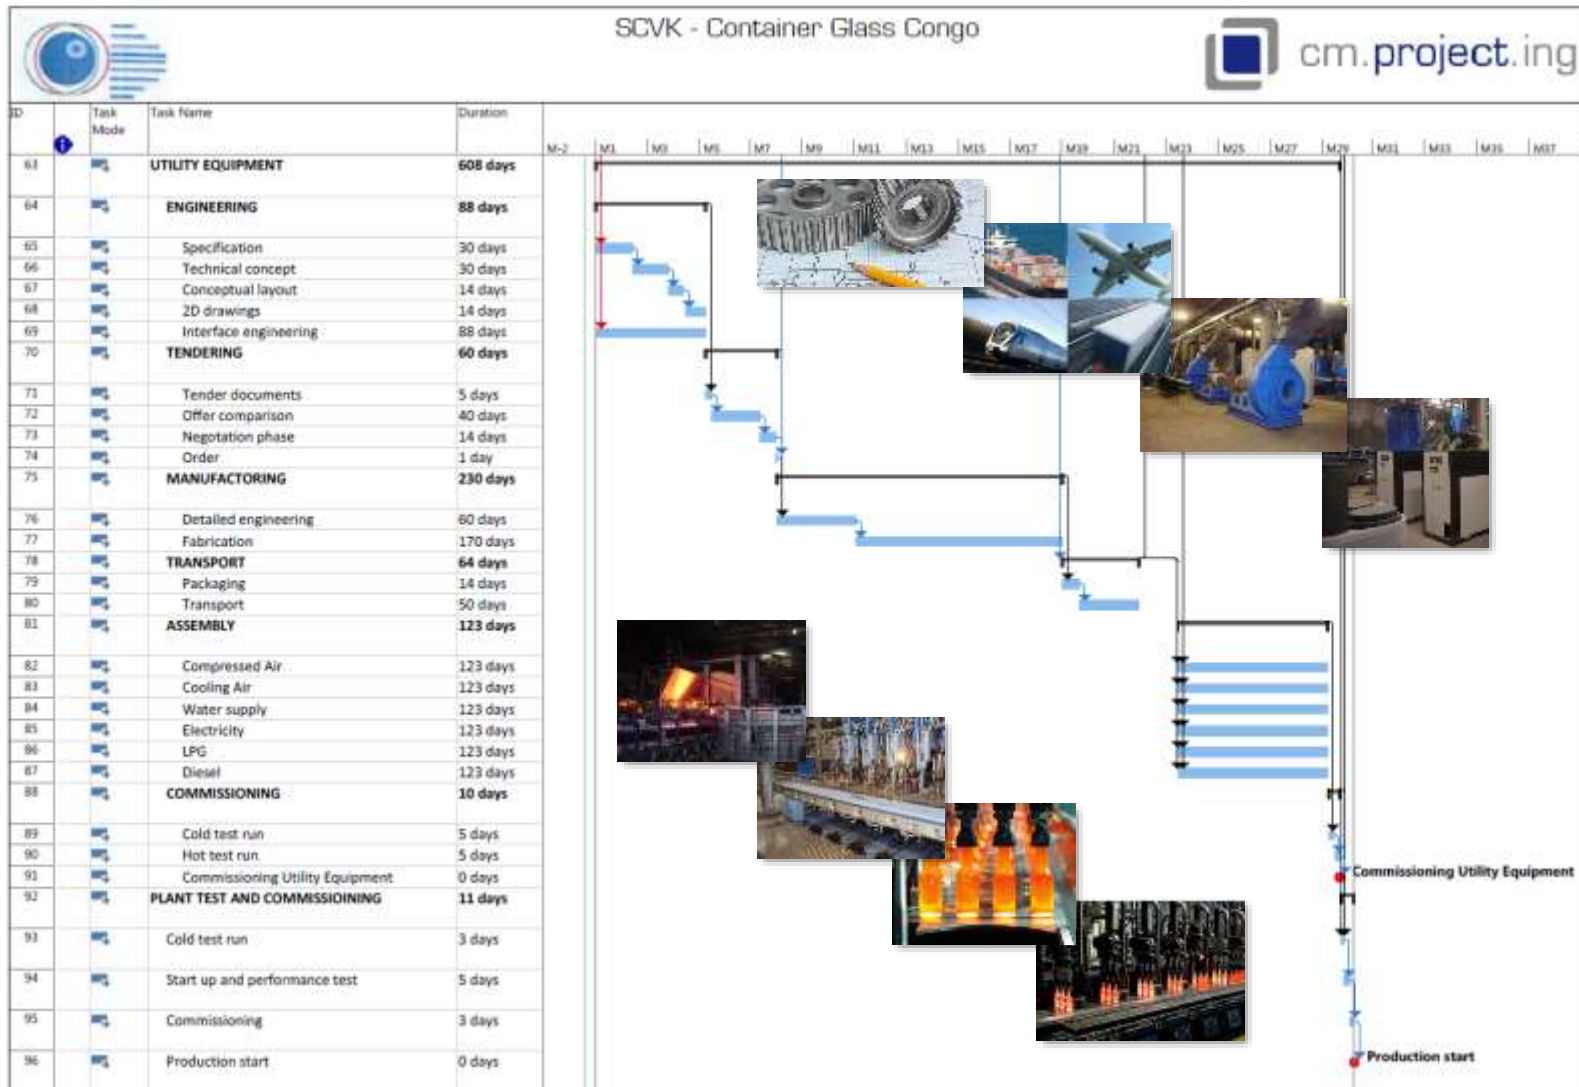 SCVK - Container Glass Congo
cm.project.ing
ID Task Mode Task Name Duration
M-2 M1 M3 M5 M7 M9 M11 M13 M15 M17 M19 M21 M23 M25 M27 M29 M31 M33 M35 M37
63 UTILITY EQUIPMENT 608 days
64 ENGINEERING 88 days
65 Specification 30 days
66 Technical concept 30 days
67 Conceptual layout 14 days
68 2D drawings 14 days
69 Interface engineering 88 days
70 TENDERING 60 days
71 Tender documents 5 days
72 Offer comparison 40 days
73 Negotation phase 14 days
74 Order 1 day
75 MANUFACTORING 230 days
76 Detailed engineering 60 days
77 Fabrication 170 days
78 TRANSPORT 64 days
79 Packaging 14 days
80 Transport 50 days
81 ASSEMBLY 123 days
82 Compressed Air 123 days
83 Cooling Air 123 days
84 Water supply 123 days
85 Electricity 123 days
86 LPG 123 days
87 Diesel 123 days
88 COMMISSIONING 10 days
89 Cold test run 5 days
90 Hot test run 5 days
91 Commissioning Utility Equipment 0 days Commissioning Utility Equipment
92 PLANT TEST AND COMMISSIOINING 11 days
93 Cold test run 3 days
94 Start up and performance test 5 days
95 Commissioning 3 days
96 Production start 0 days Production start